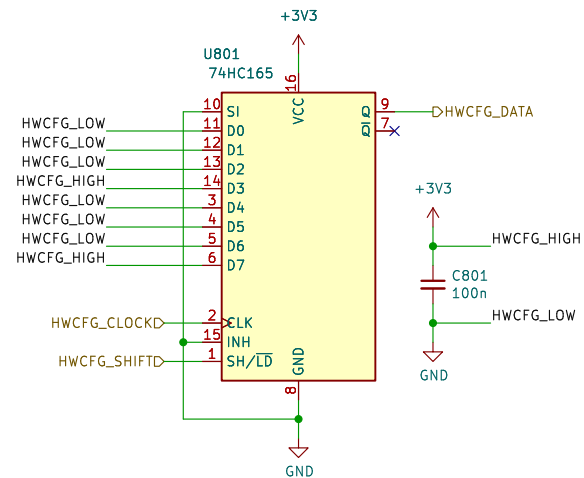 +3V3
U801
74HC165
16
VCC
10 SI
Q 9 HWCFG_DATA
HWCFG_LOW 11 D0
Q 7
HWCFG_LOW 12 D1
HWCFG_LOW 13 D2
HWCFG_HIGH 14 D3
HWCFG_LOW 3 D4
HWCFG_LOW 4 D5
HWCFG_LOW 5 D6
HWCFG_HIGH 6 D7
HWCFG_CLOCK 2 CLK
15 INH
HWCFG_SHIFT 1 SH/LD
GND
8
GND
+3V3
HWCFG_HIGH
C801
100n
HWCFG_LOW
GND